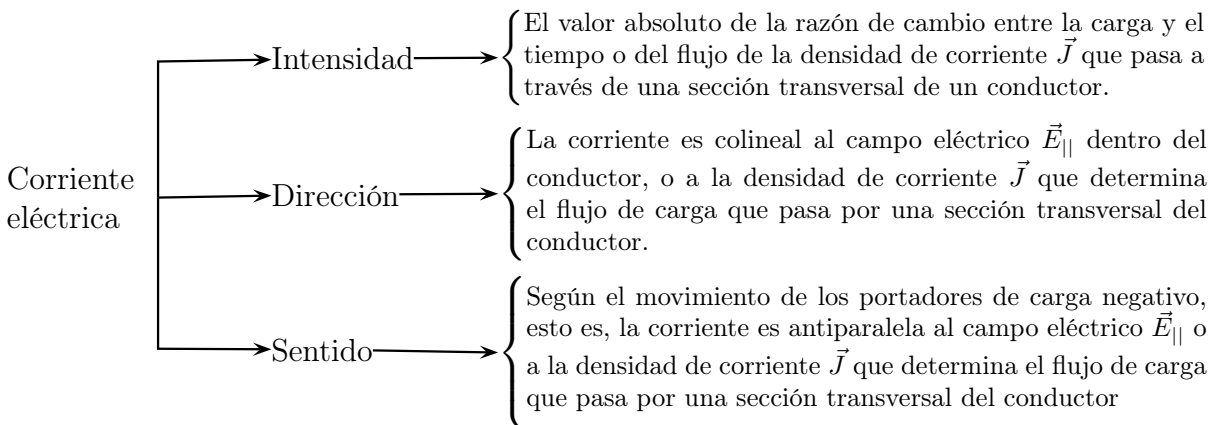 Corriente
eléctrica
Intensidad
El valor absoluto de la razón de cambio entre la carga y el
tiempo o del flujo de la densidad de corriente $\vec{J}$ que pasa a
través de una sección transversal de un conductor.
Dirección
La corriente es colineal al campo eléctrico $\vec{E}_{||}$ dentro del
conductor, o a la densidad de corriente $\vec{J}$ que determina
el flujo de carga que pasa por una sección transversal del
conductor.
Sentido
Según el movimiento de los portadores de carga negativo,
esto es, la corriente es antiparalela al campo eléctrico $\vec{E}_{||}$ o
a la densidad de corriente $\vec{J}$ que determina el flujo de carga
que pasa por una sección transversal del conductor